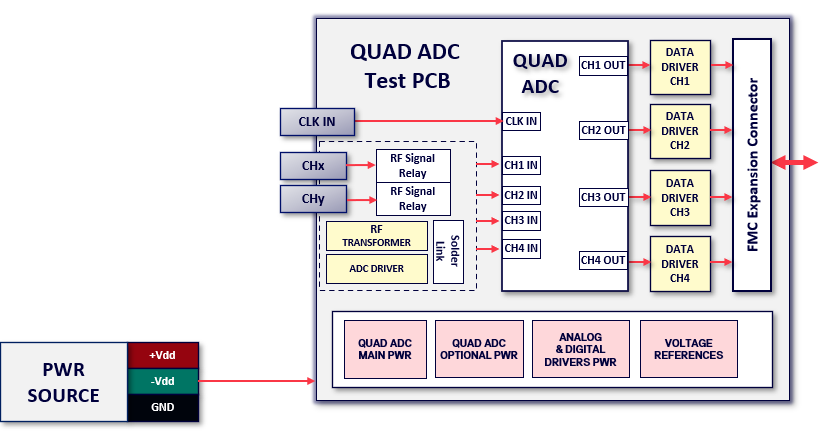 QUAD ADC
Test PCB
CLK IN
CHx
CHy
RF Signal
Relay
RF Signal
Relay
RF
TRANSFORMER
ADC DRIVER
Solder
Link
QUAD
ADC
CLK IN
CH1 IN
CH2 IN
CH3 IN
CH4 IN
CH1 OUT
CH2 OUT
CH3 OUT
CH4 OUT
DATA
DRIVER
CH1
DATA
DRIVER
CH2
DATA
DRIVER
CH3
DATA
DRIVER
CH4
FMC Expansion Connector
QUAD ADC
MAIN PWR
QUAD ADC
OPTIONAL PWR
ANALOG
& DIGITAL
DRIVERS PWR
VOLTAGE
REFERENCES
PWR
SOURCE
+Vdd
-Vdd
GND